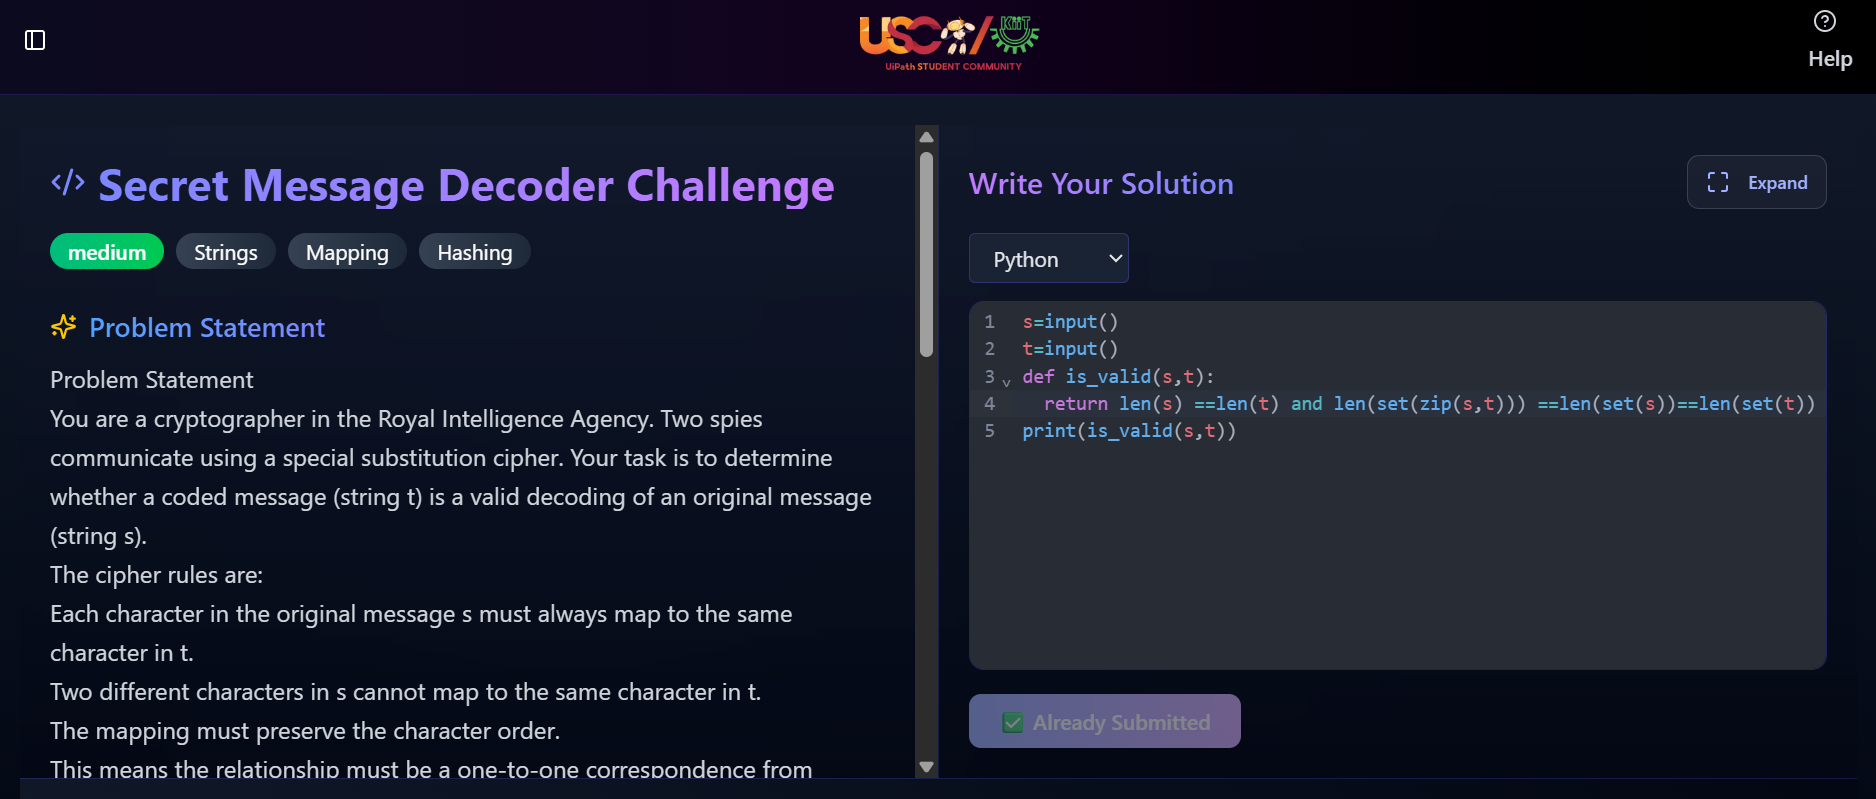 USC/KiiT
UiPath STUDENT COMMUNITY
Help
</> Secret Message Decoder Challenge
medium
Strings
Mapping
Hashing
Problem Statement
Problem Statement
You are a cryptographer in the Royal Intelligence Agency. Two spies
communicate using a special substitution cipher. Your task is to determine
whether a coded message (string t) is a valid decoding of an original message
(string s).
The cipher rules are:
Each character in the original message s must always map to the same
character in t.
Two different characters in s cannot map to the same character in t.
The mapping must preserve the character order.
This means the relationship must be a one-to-one correspondence from
Write Your Solution
Expand
Python
1 s=input()
2 t=input()
3 def is_valid(s,t):
4 return len(s) ==len(t) and len(set(zip(s,t))) ==len(set(s))==len(set(t))
5 print(is_valid(s,t))
Already Submitted